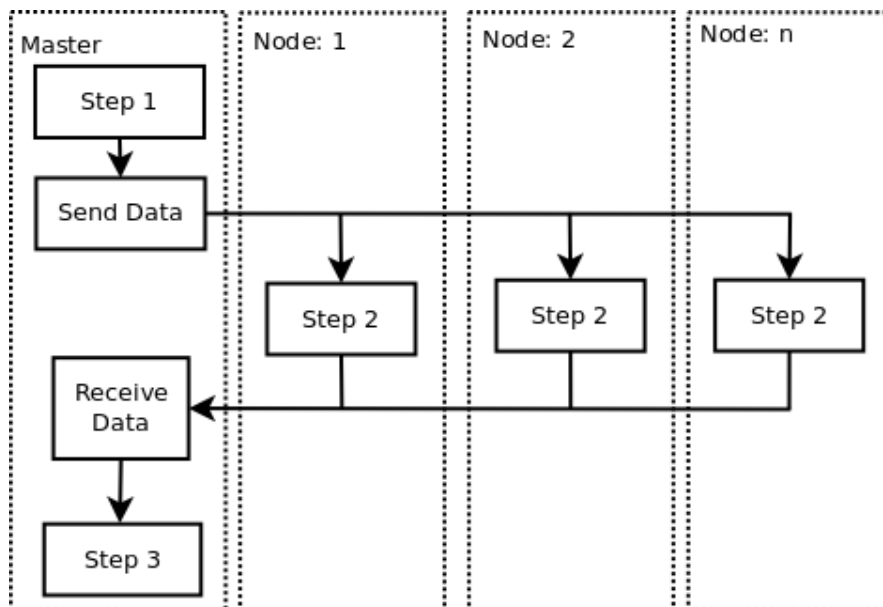 Master
Node: 1
Node: 2
Node: n
Step 1
Send Data
Step 2
Step 2
Step 2
Receive
Data
Step 3